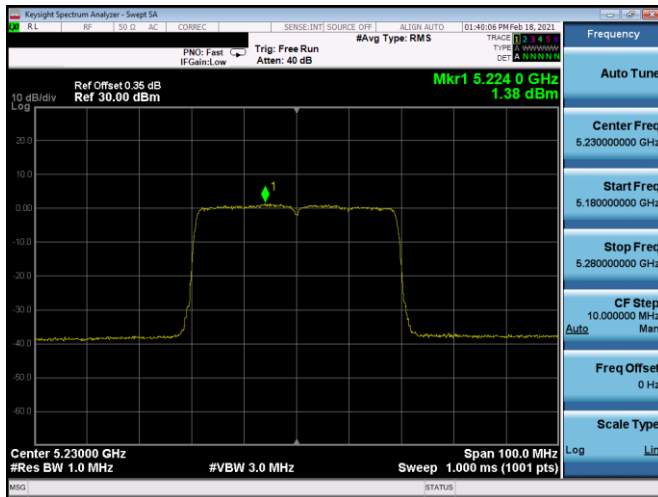 Keysight Spectrum Analyzer - Swept SA
RL RF 50 Ω AC CORREC SENSE:INT SOURCE OFF ALIGN AUTO 01:40:06 PM Feb 18, 2021
#Avg Type: RMS
TRACE 1 2 3 4 5 6
TYPE A WWWWW
DET A NNNNN
PNO: Fast
IFGain:Low
Trig: Free Run
Atten: 40 dB
Mkr1 5.224 0 GHz
1.38 dBm
Ref Offset 0.35 dB
Ref 30.00 dBm
10 dB/div
Log
20.0
10.0
0.00
-10.0
-20.0
-30.0
-40.0
-50.0
-60.0
1
Center 5.23000 GHz
#Res BW 1.0 MHz
#VBW 3.0 MHz
Span 100.0 MHz
Sweep 1.000 ms (1001 pts)
MSG
STATUS
Frequency
Auto Tune
Center Freq
5.230000000 GHz
Start Freq
5.180000000 GHz
Stop Freq
5.280000000 GHz
CF Step
10.000000 MHz
Auto Man
Freq Offset
0 Hz
Scale Type
Log Lin